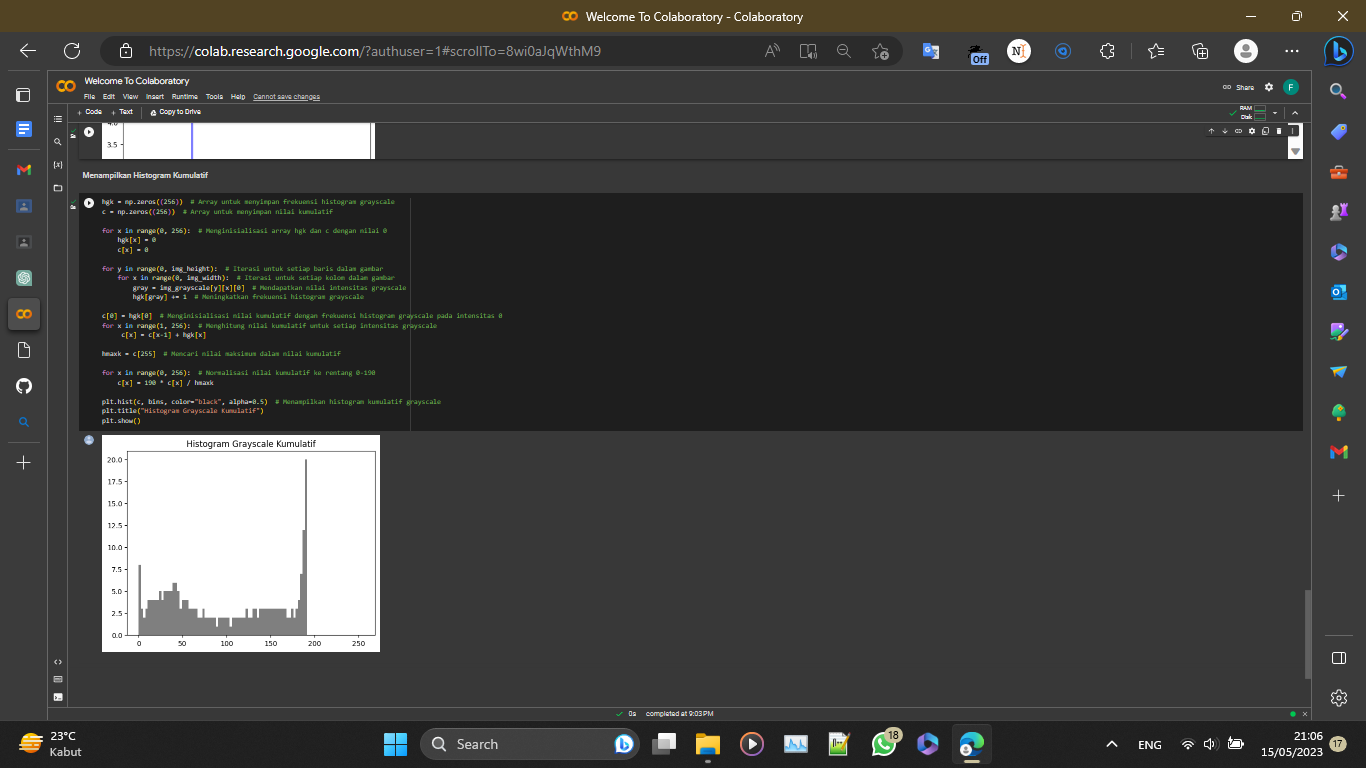 Welcome To Colaboratory - Colaboratory
https://colab.research.google.com/?authuser=1#scrollTo=8wi0aJqWthM9
Off
Welcome To Colaboratory
File Edit View Insert Runtime Tools Help Cannot save changes
Share
F
+ Code + Text Copy to Drive
RAM
Disk
4.0
3.5
Menampilkan Histogram Kumulatif
hgk = np.zeros((256)) # Array untuk menyimpan frekuensi histogram grayscale
c = np.zeros((256)) # Array untuk menyimpan nilai kumulatif
for x in range(0, 256): # Menginisialisasi array hgk dan c dengan nilai 0
hgk[x] = 0
c[x] = 0
for y in range(0, img_height): # Iterasi untuk setiap baris dalam gambar
for x in range(0, img_width): # Iterasi untuk setiap kolom dalam gambar
gray = img_grayscale[y][x][0] # Mendapatkan nilai intensitas grayscale
hgk[gray] += 1 # Meningkatkan frekuensi histogram grayscale
c[0] = hgk[0] # Menginisialisasi nilai kumulatif dengan frekuensi histogram grayscale pada intensitas 0
for x in range(1, 256): # Menghitung nilai kumulatif untuk setiap intensitas grayscale
c[x] = c[x-1] + hgk[x]
hmaxk = c[255] # Mencari nilai maksimum dalam nilai kumulatif
for x in range(0, 256): # Normalisasi nilai kumulatif ke rentang 0-190
c[x] = 190 * c[x] / hmaxk
plt.hist(c, bins, color="black", alpha=0.5) # Menampilkan histogram kumulatif grayscale
plt.title("Histogram Grayscale Kumulatif")
plt.show()
Histogram Grayscale Kumulatif
20.0
17.5
15.0
12.5
10.0
7.5
5.0
2.5
0.0
0 50 100 150 200 250
0s completed at 9:03 PM
23°C
Kabut
Search
18
ENG
21:06
15/05/2023
17